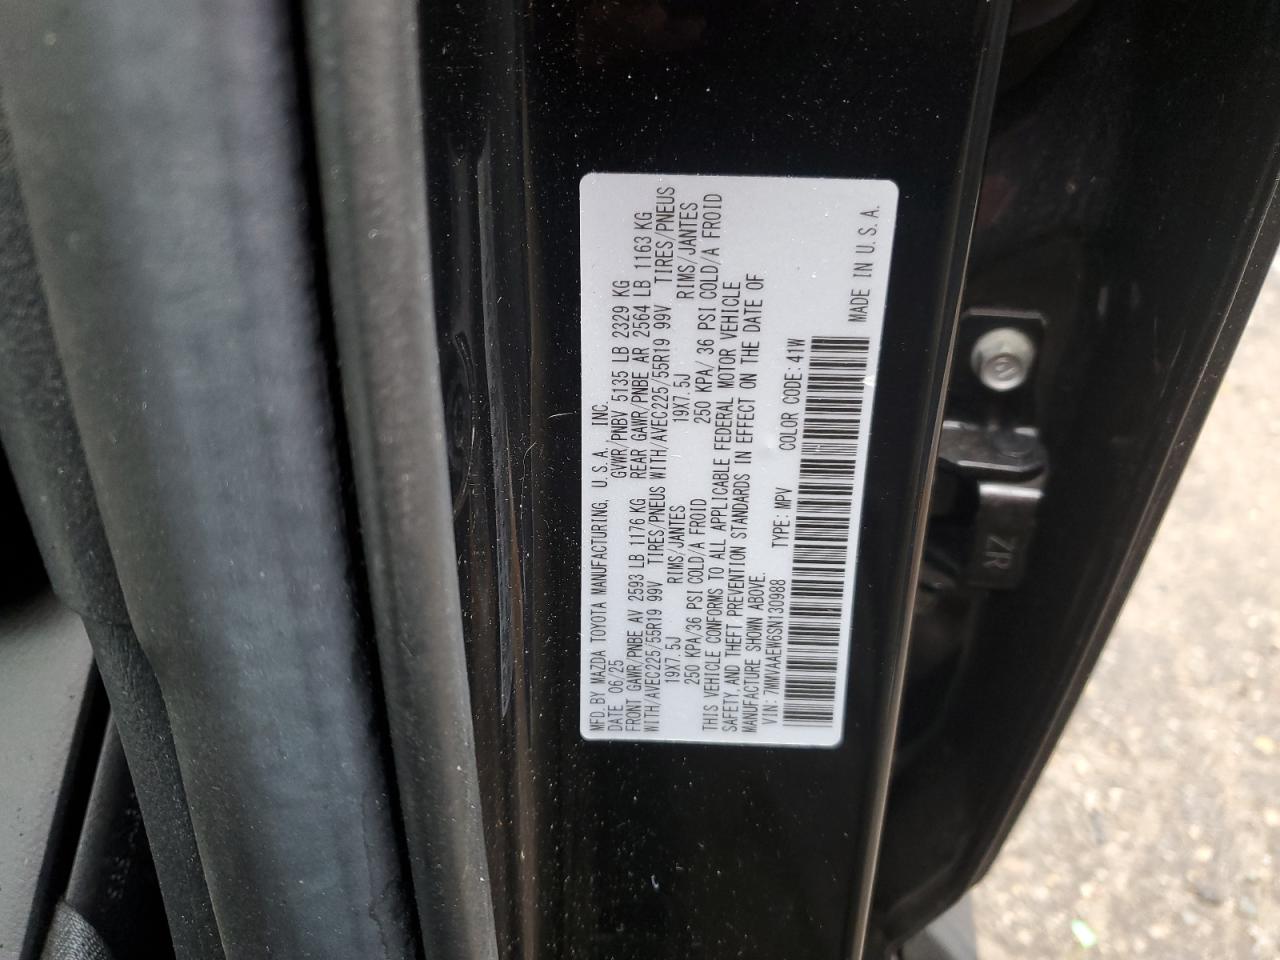 MFD. BY MAZDA TOYOTA MANUFACTURING, U.S.A. INC.
DATE 06/25 GVWR/PNBV 5135 LB 2329 KG
FRONT GAWR/PNBE AV 2593 LB 1176 KG REAR GAWR/PNBE AR 2564 LB 1163 KG
WITH/AVEC225/55R19 99V TIRES/PNEUS WITH/AVEC225/55R19 99V TIRES/PNEUS
19X7.5J RIMS/JANTES 19X7.5J RIMS/JANTES
250 KPA/36 PSI COLD/A FROID 250 KPA/ 36 PSI COLD/A FROID
THIS VEHICLE CONFORMS TO ALL APPLICABLE FEDERAL MOTOR VEHICLE
SAFETY, AND THEFT PREVENTION STANDARDS IN EFFECT ON THE DATE OF
MANUFACTURE SHOWN ABOVE.
VIN: 7MMVAAEW6SN130988 TYPE: MPV COLOR CODE: 41W
MADE IN U.S.A.
ZR